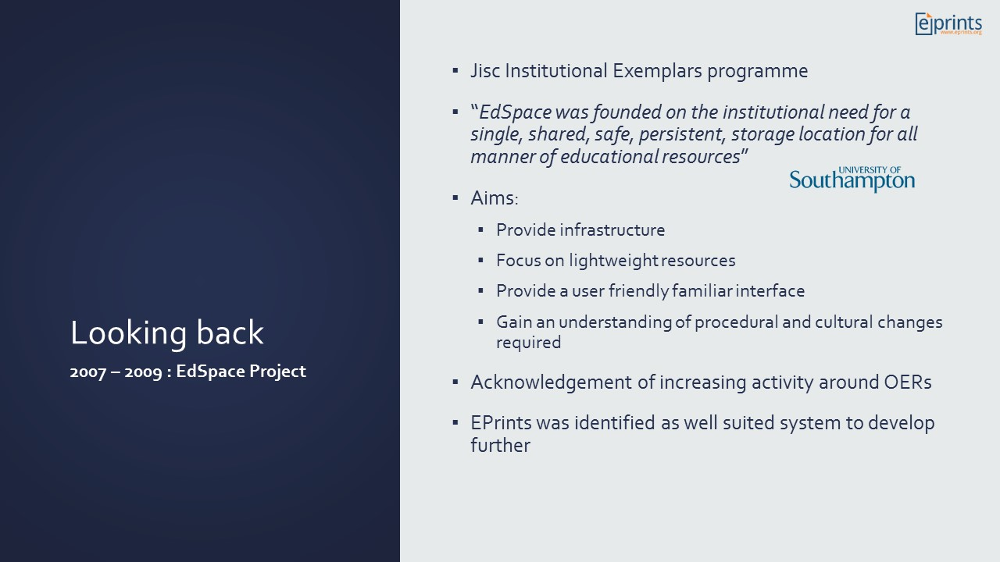 eprints
www.eprints.org
▪ Jisc Institutional Exemplars programme
▪ “EdSpace was founded on the institutional need for a
single, shared, safe, persistent, storage location for all
manner of educational resources”
UNIVERSITY OF
Southampton
▪ Aims:
▪ Provide infrastructure
▪ Focus on lightweight resources
▪ Provide a user friendly familiar interface
▪ Gain an understanding of procedural and cultural changes
required
▪ Acknowledgement of increasing activity around OERs
▪ EPrints was identified as well suited system to develop
further
Looking back
2007 – 2009 : EdSpace Project